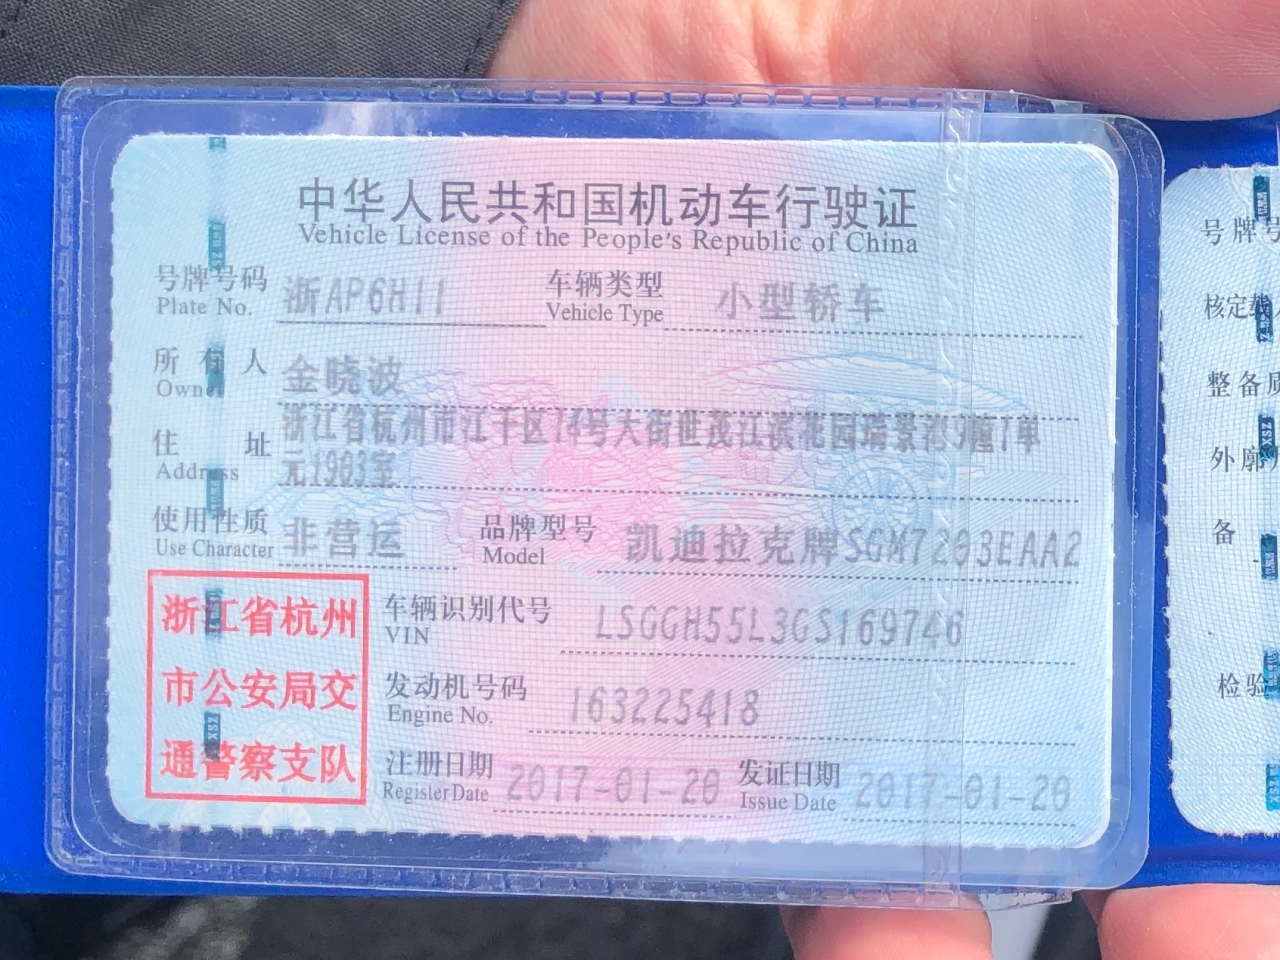 中华人民共和国机动车行驶证
Vehicle License of the People's Republic of China
号牌号码 浙AP6H11 车辆类型 小型轿车
Plate No. Vehicle Type
所有人 金晓波
Owner
住址 浙江省杭州市江干区14号大街世茂江滨花园瑞景湾9幢1单
Address 元1903室
使用性质 非营运 品牌型号 凯迪拉克牌SGM7203EAA2
Use Character Model
浙江省杭州
市公安局交
通警察支队
车辆识别代号 LSGGH55L3GS169746
VIN
发动机号码 163225418
Engine No.
注册日期 2017-01-20 发证日期 2017-01-20
Register Date Issue Date
号牌号
核定载人
整备质
外廓
备
检验